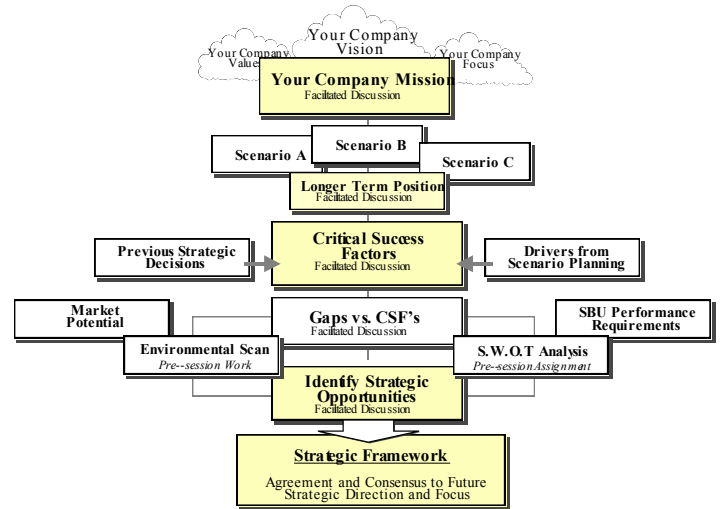 Your Company
Vision
Your Company
Values
Your Company
Focus
Your Company Mission
Facilitated Discussion
Scenario A
Scenario B
Scenario C
Longer Term Position
Facilitated Discussion
Critical Success
Factors
Facilitated Discussion
Previous Strategic
Decisions
Drivers from
Scenario Planning
Market
Potential
Gaps vs. CSF's
Facilitated Discussion
SBU Performance
Requirements
Environmental Scan
Pre--session Work
S.W.O.T Analysis
Pre--session Assignment
Identify Strategic
Opportunities
Facilitated Discussion
Strategic Framework
Agreement and Consensus to Future
Strategic Direction and Focus